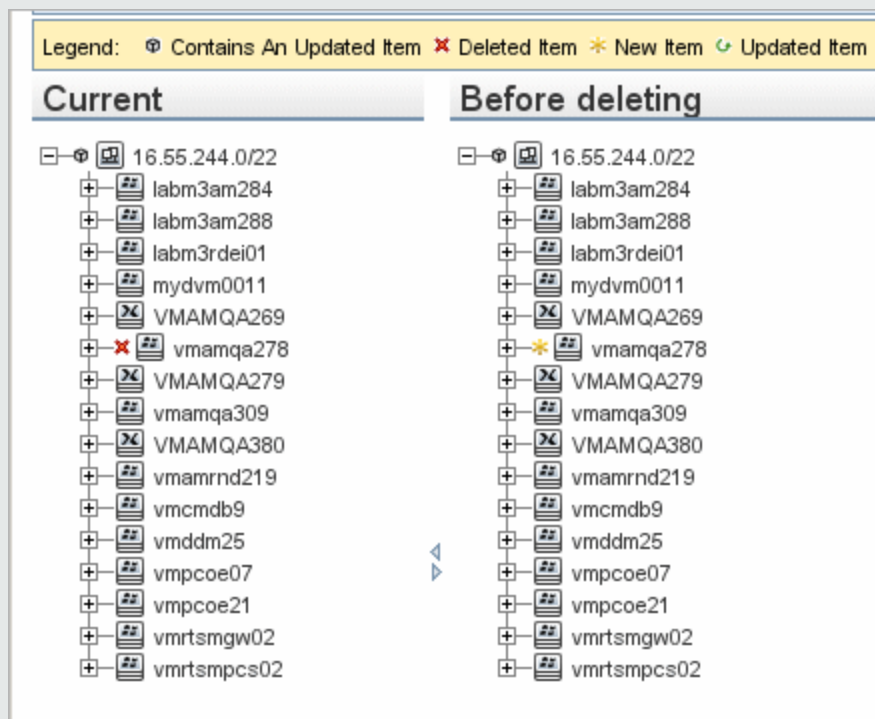 Legend: Contains An Updated Item Deleted Item New Item Updated Item
Current
16.55.244.0/22
labm3am284
labm3am288
labm3rdei01
mydvm0011
VMAMQA269
vmamqa278
VMAMQA279
vmamqa309
VMAMQA380
vmamrnd219
vmcmdb9
vmddm25
vmpcoe07
vmpcoe21
vmrtsmgw02
vmrtsmpcs02
Before deleting
16.55.244.0/22
labm3am284
labm3am288
labm3rdei01
mydvm0011
VMAMQA269
vmamqa278
VMAMQA279
vmamqa309
VMAMQA380
vmamrnd219
vmcmdb9
vmddm25
vmpcoe07
vmpcoe21
vmrtsmgw02
vmrtsmpcs02